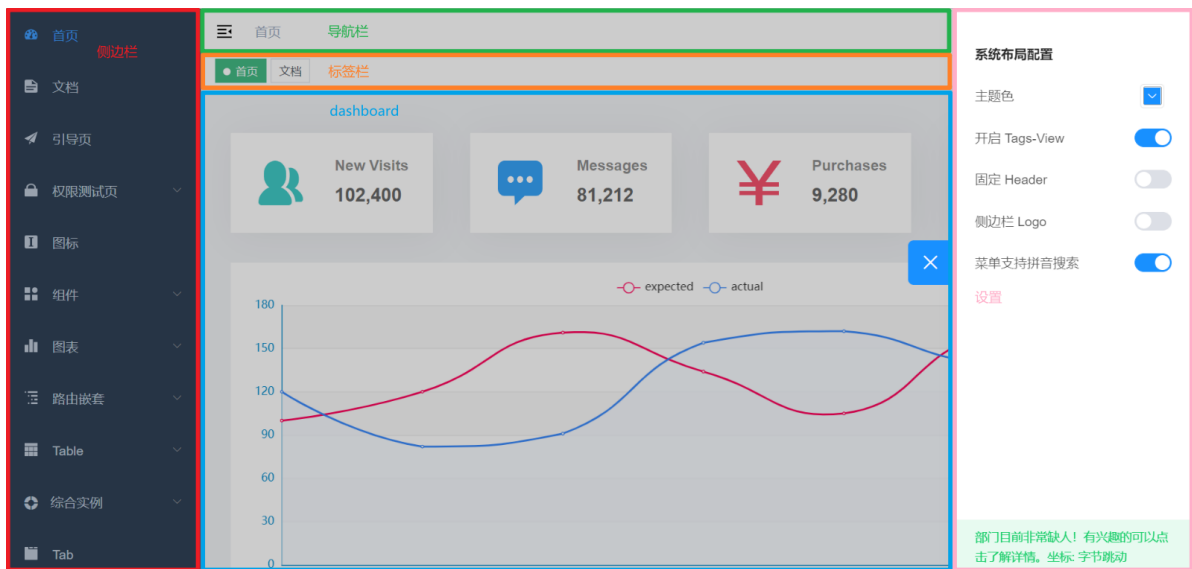 首页
侧边栏
文档
引导页
权限测试页
图标
组件
图表
路由嵌套
Table
综合实例
Tab
首页
导航栏
首页
文档
标签栏
dashboard
New Visits
102,400
Messages
81,212
Purchases
9,280
expected
actual
180
150
120
90
60
30
0
系统布局配置
主题色
开启 Tags-View
固定 Header
侧边栏 Logo
菜单支持拼音搜索
设置
部门目前非常缺人！有兴趣的可以点
击了解详情。坐标: 字节跳动